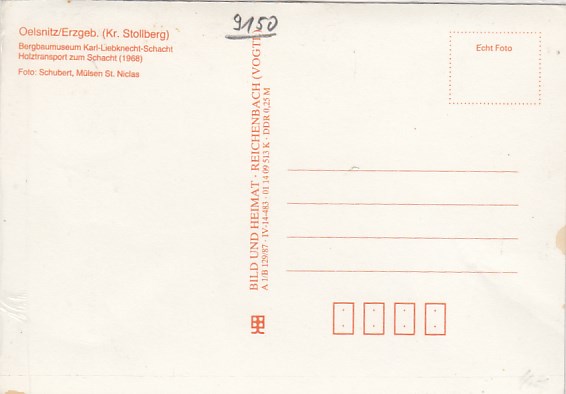 Oelsnitz/Erzgeb. (Kr. Stollberg)
Bergbaumuseum Karl-Liebknecht-Schacht
Holztransport zum Schacht (1968)
Foto: Schubert, Mülsen St. Niclas
9150
BILD UND HEIMAT · REICHENBACH (VOGTL)
A 1/B 129/87 · IV-14-483 · 01 14 09 513 K · DDR 0,25 M
Echt Foto